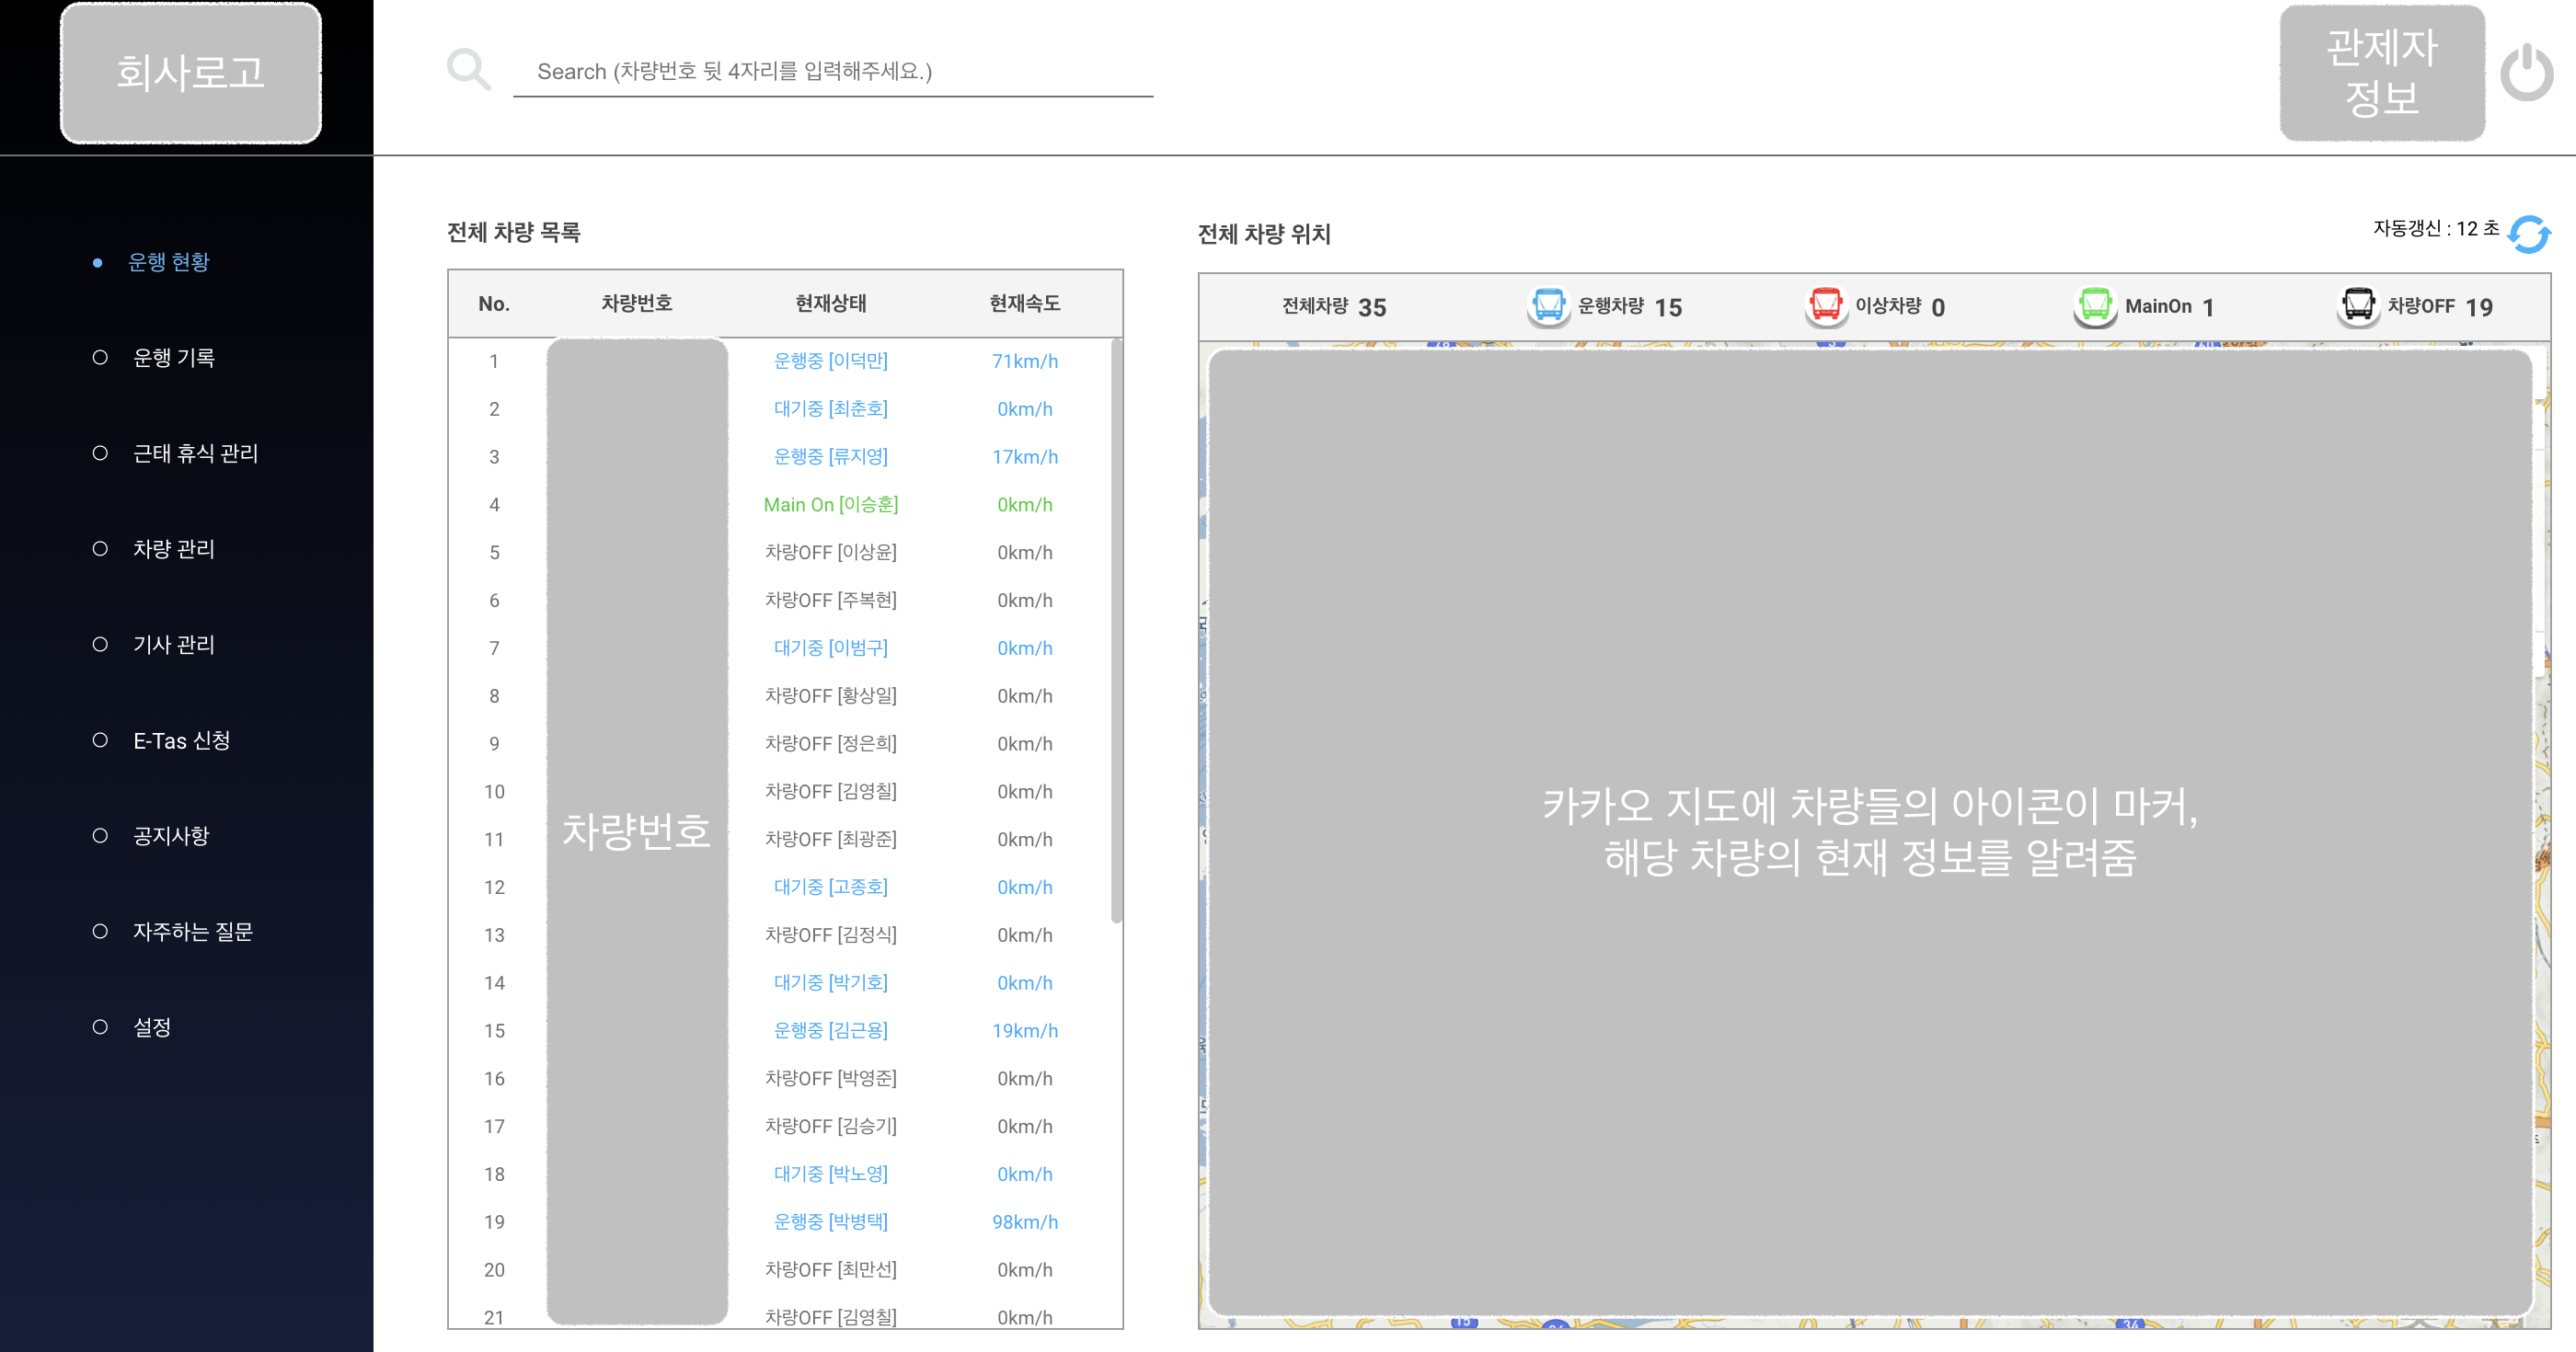 회사로고
Search (차량번호 뒷 4자리를 입력해주세요.)
관제자
정보
운행 현황
운행 기록
근태 휴식 관리
차량 관리
기사 관리
E-Tas 신청
공지사항
자주하는 질문
설정
전체 차량 목록
No. 차량번호 현재상태 현재속도
1 운행중 [이덕만] 71km/h
2 대기중 [최춘호] 0km/h
3 운행중 [류지영] 17km/h
4 Main On [이승훈] 0km/h
5 차량OFF [이상윤] 0km/h
6 차량OFF [주복현] 0km/h
7 대기중 [이범구] 0km/h
8 차량OFF [황상일] 0km/h
9 차량OFF [정은희] 0km/h
10 차량OFF [김영칠] 0km/h
차량번호
11 차량OFF [최광준] 0km/h
12 대기중 [고종호] 0km/h
13 차량OFF [김정식] 0km/h
14 대기중 [박기호] 0km/h
15 운행중 [김근용] 19km/h
16 차량OFF [박영준] 0km/h
17 차량OFF [김승기] 0km/h
18 대기중 [박노영] 0km/h
19 운행중 [박병택] 98km/h
20 차량OFF [최만선] 0km/h
21 차량OFF [김영칠] 0km/h
전체 차량 위치
자동갱신 : 12 초
전체차량 35 운행차량 15 이상차량 0 MainOn 1 차량OFF 19
카카오 지도에 차량들의 아이콘이 마커,
해당 차량의 현재 정보를 알려줌
15
34